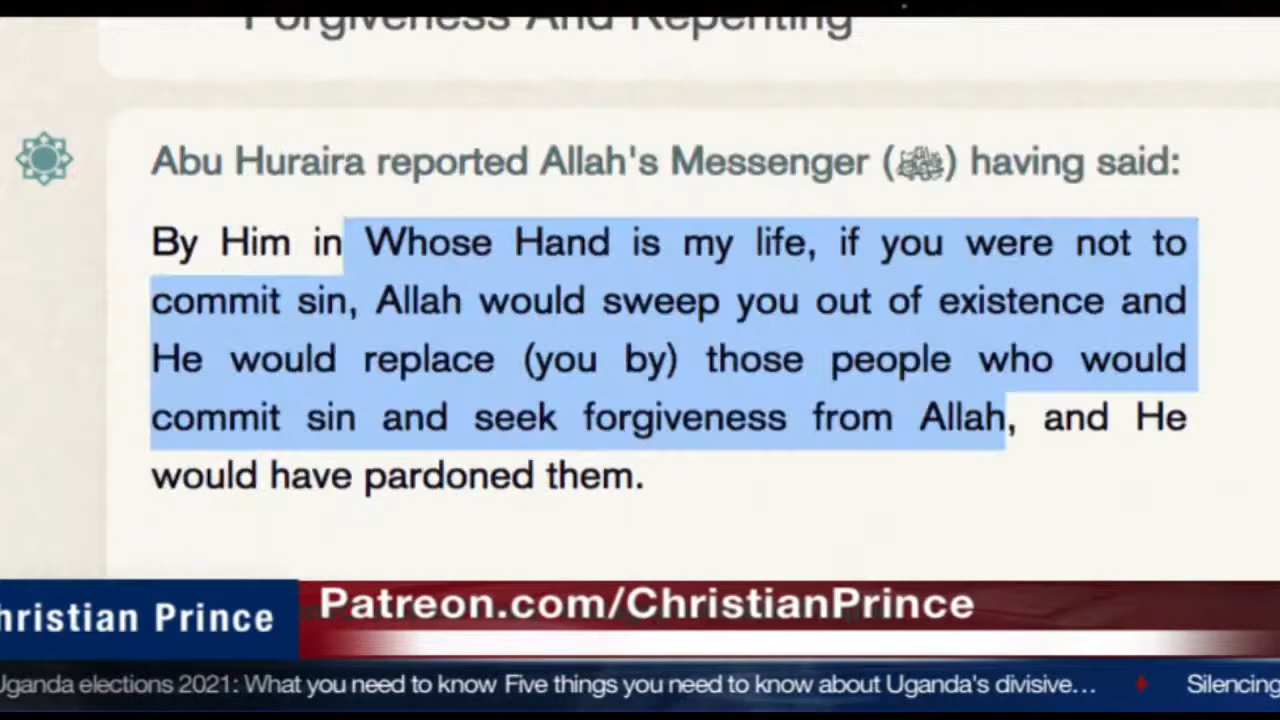 Forgiveness And Repenting
Abu Huraira reported Allah's Messenger (ﷺ) having said:
By Him in Whose Hand is my life, if you were not to
commit sin, Allah would sweep you out of existence and
He would replace (you by) those people who would
commit sin and seek forgiveness from Allah, and He
would have pardoned them.
hristian Prince
Patreon.com/ChristianPrince
Uganda elections 2021: What you need to know Five things you need to know about Uganda's divisive... Silencing